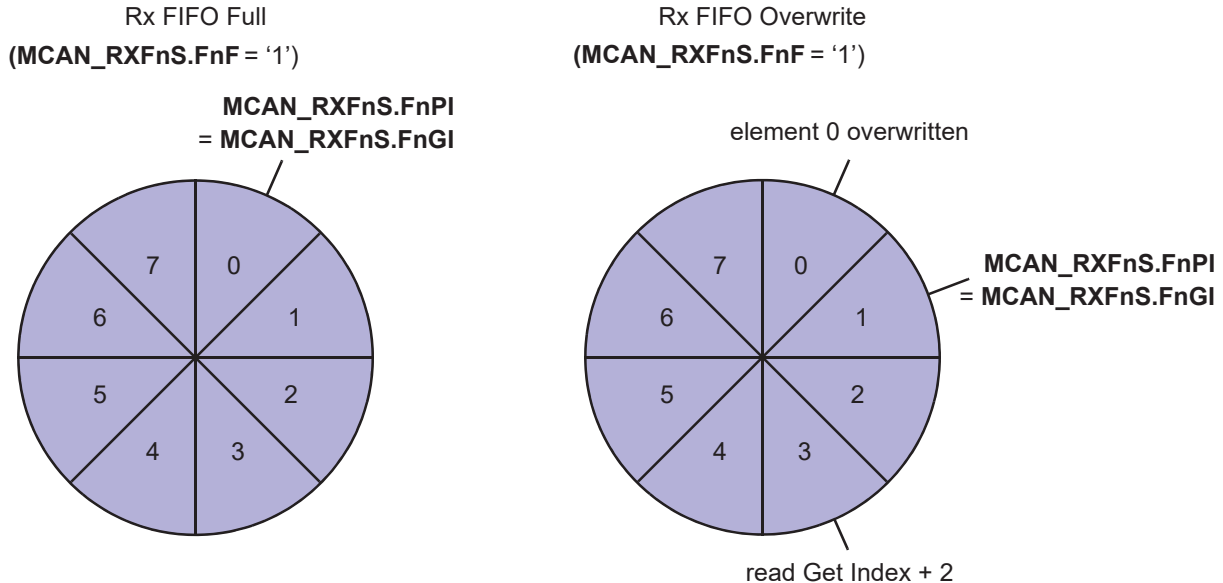 Rx FIFO Full
(MCAN_RXFnS.FnF = ‘1’)
MCAN_RXFnS.FnPI
= MCAN_RXFnS.FnGI
7
0
6
1
5
2
4
3
Rx FIFO Overwrite
(MCAN_RXFnS.FnF = ‘1’)
element 0 overwritten
MCAN_RXFnS.FnPI
= MCAN_RXFnS.FnGI
7
0
6
1
5
2
4
3
read Get Index + 2